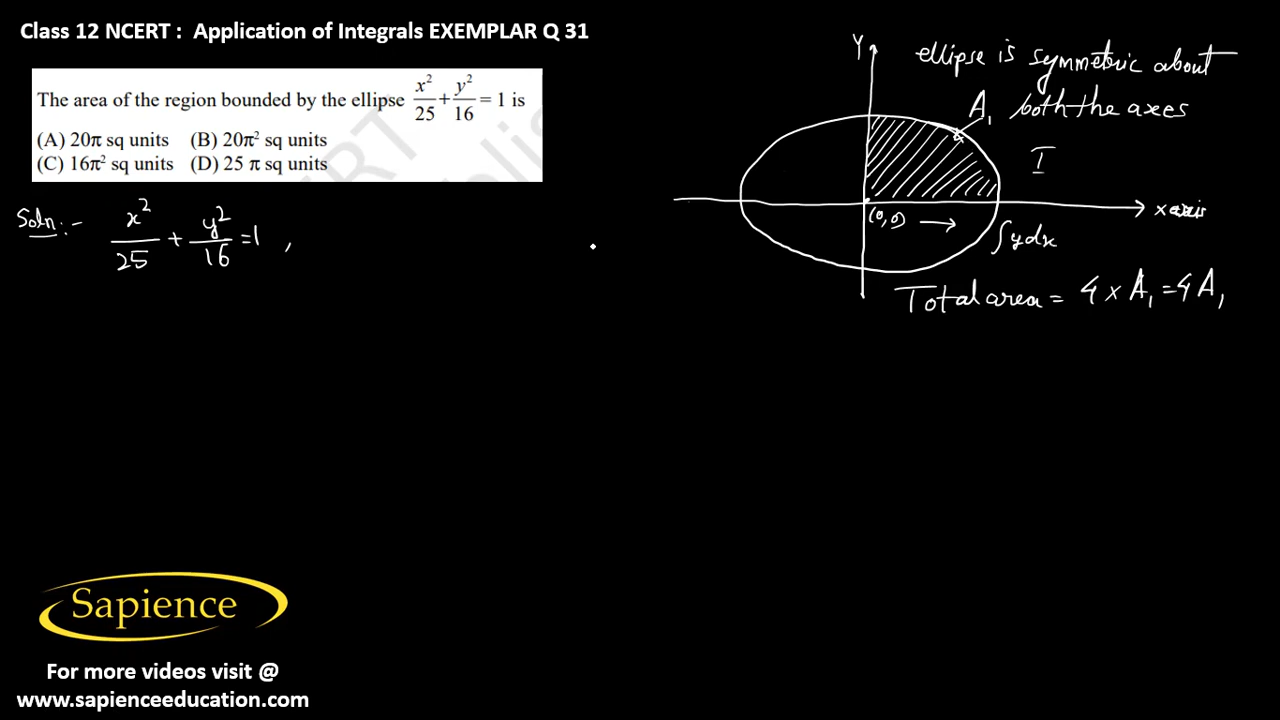 Class 12 NCERT : Application of Integrals EXEMPLAR Q 31
The area of the region bounded by the ellipse x²/25 + y²/16 = 1 is
(A) 20π sq units (B) 20π² sq units
(C) 16π² sq units (D) 25 π sq units
Soln:- x²/25 + y²/16 = 1 ,
Y
ellipse is symmetric about
A₁ both the axes
I
(0,0)
x axis
∫ydx
Total area = 4 × A₁ = 4A₁
Sapience
For more videos visit @
www.sapienceeducation.com